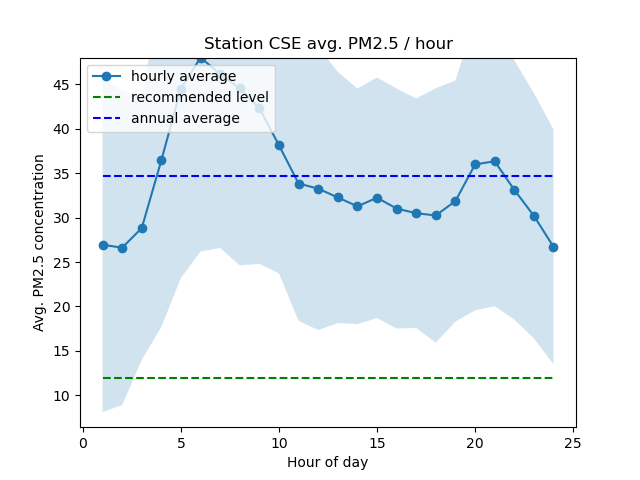 Station CSE avg. PM2.5 / hour
hourly average
recommended level
annual average
Avg. PM2.5 concentration
45
40
35
30
25
20
15
10
0 5 10 15 20 25
Hour of day